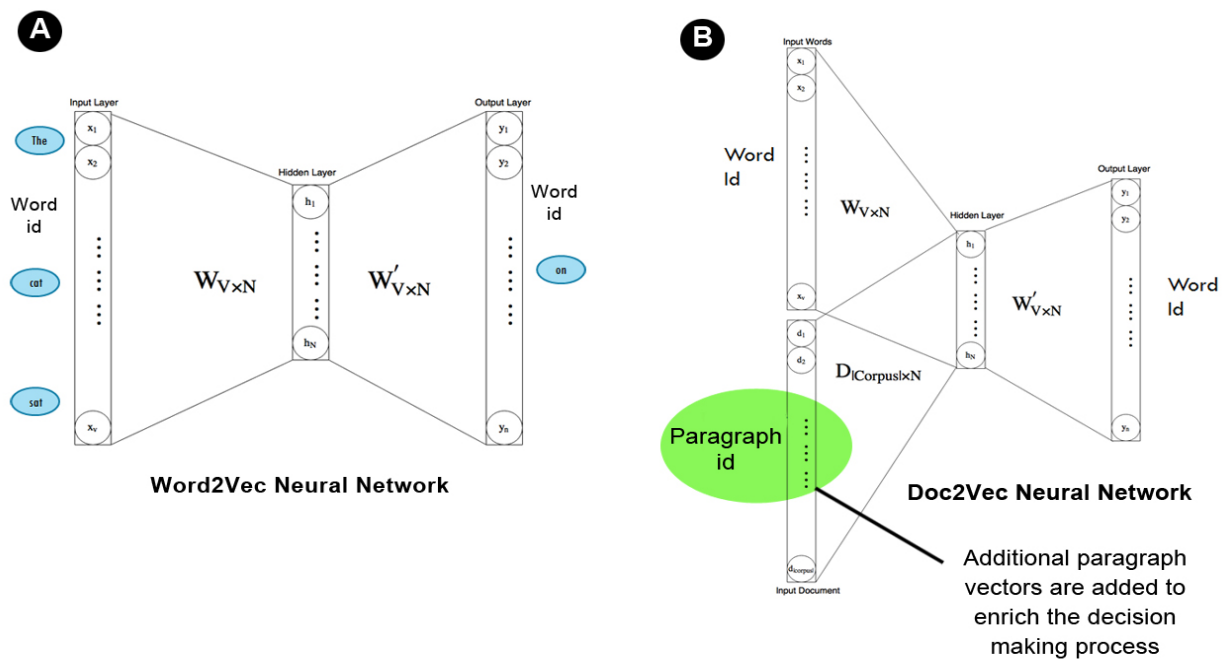 A
Input Layer
x1
x2
The
Word
id
cat
sat
xv
WV×N
Hidden Layer
h1
hN
W'V×N
Output Layer
y1
y2
Word
id
on
yn
Word2Vec Neural Network
B
Input Words
x1
x2
Word
Id
WV×N
xv
d1
d2
D|Corpus|×N
Paragraph
id
d|corpus|
Input Document
Hidden Layer
h1
hN
W'V×N
Output Layer
y1
y2
Word
Id
yn
Doc2Vec Neural Network
Additional paragraph
vectors are added to
enrich the decision
making process